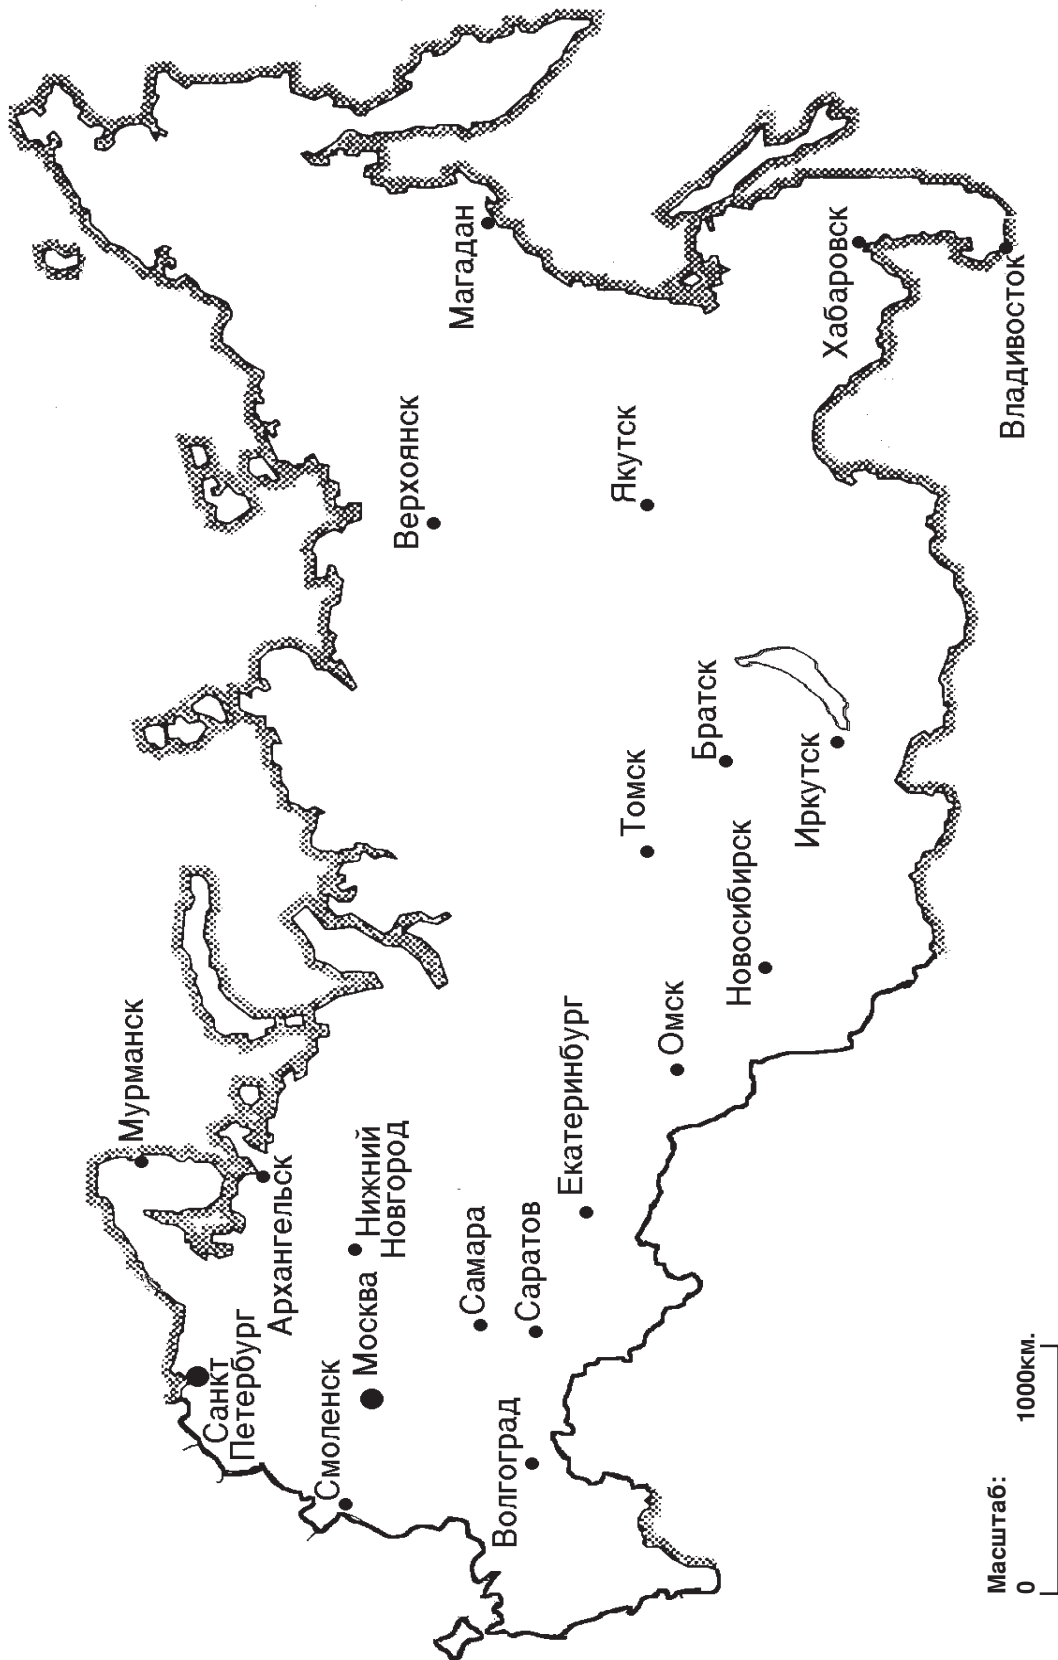 Мурманск
Санкт
Петербург
Архангельск
Нижний
Новгород
Москва
Смоленск
Самара
Саратов
Волгоград
Екатеринбург
Омск
Новосибирск
Томск
Братск
Иркутск
Верхоянск
Якутск
Магадан
Хабаровск
Владивосток
Масштаб:
0 1000км.